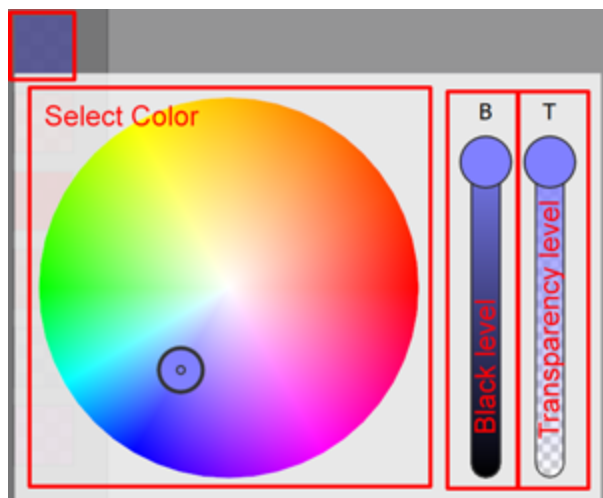 Select Color
B
T
Black level
Transparency level